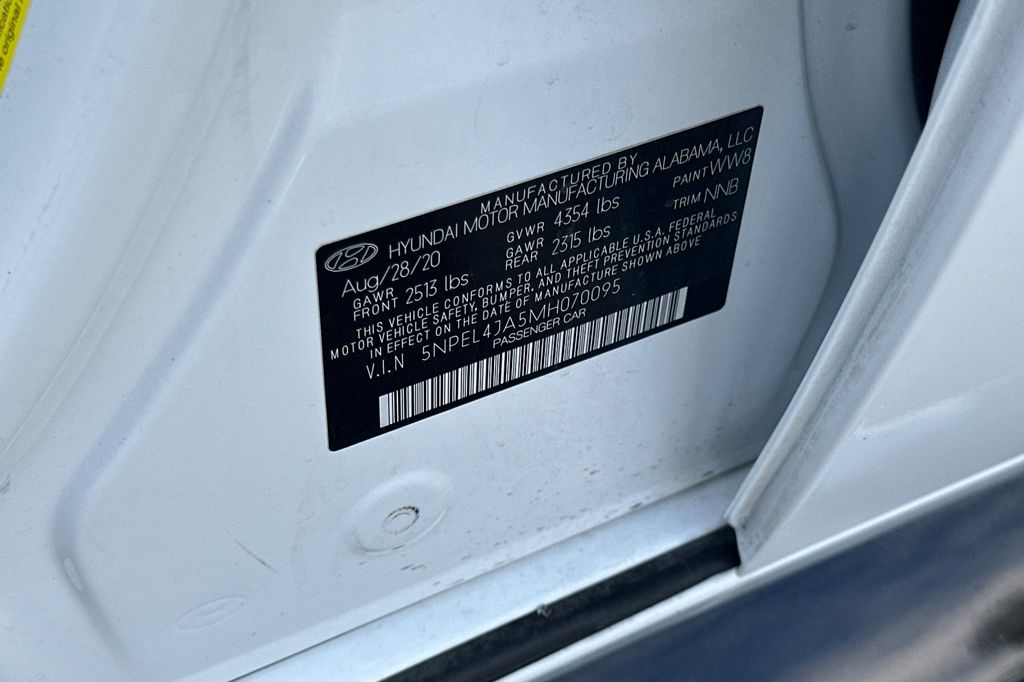 MANUFACTURED BY
HYUNDAI MOTOR MANUFACTURING ALABAMA, LLC
Aug/28/20 GVWR 4354 lbs PAINT WW8
GAWR FRONT 2513 lbs GAWR REAR 2315 lbs TRIM NNB
THIS VEHICLE CONFORMS TO ALL APPLICABLE U.S.A. FEDERAL
MOTOR VEHICLE SAFETY, BUMPER, AND THEFT PREVENTION STANDARDS
IN EFFECT ON THE DATE OF MANUFACTURE SHOWN ABOVE
V.I.N 5NPEL4JA5MH070095
PASSENGER CAR